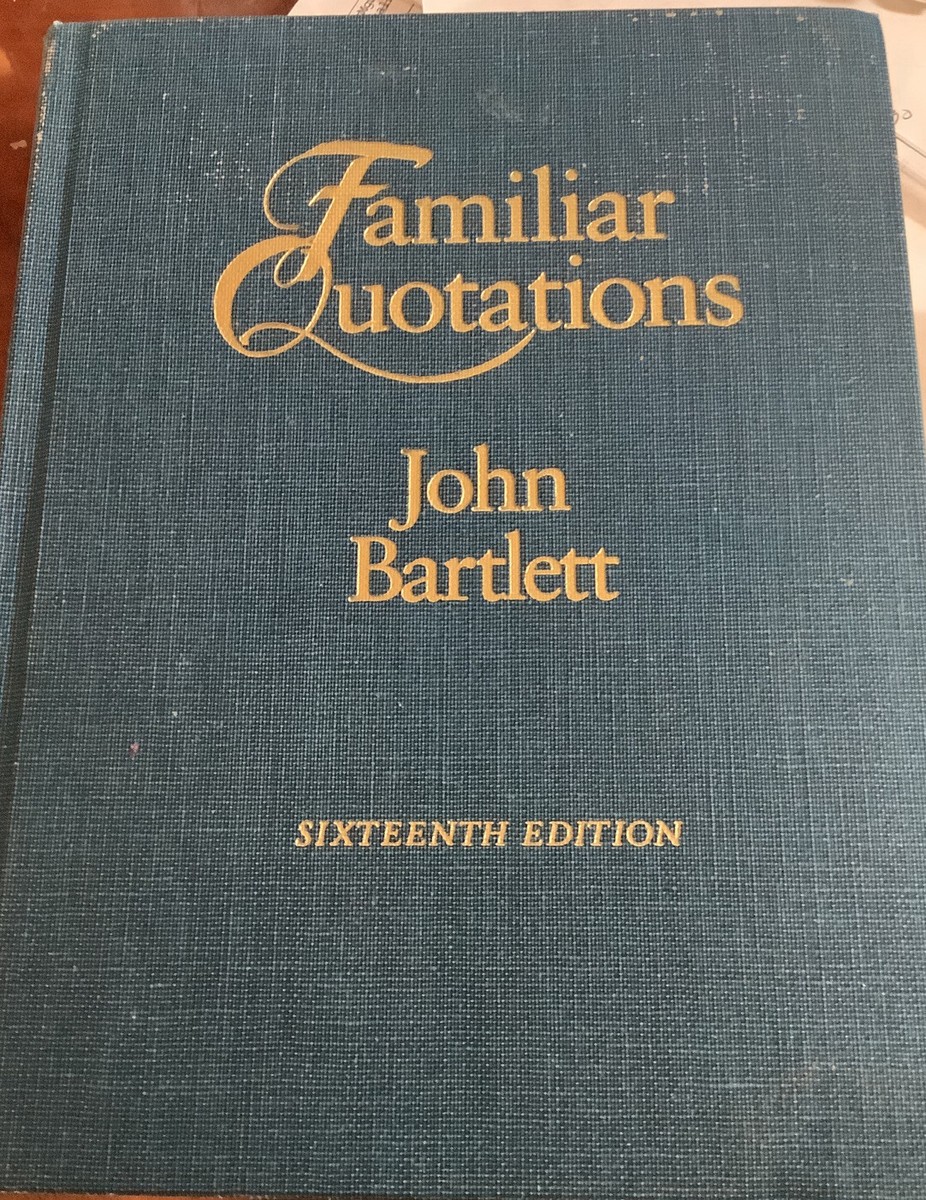 Familiar
Quotations
John
Bartlett
SIXTEENTH EDITION